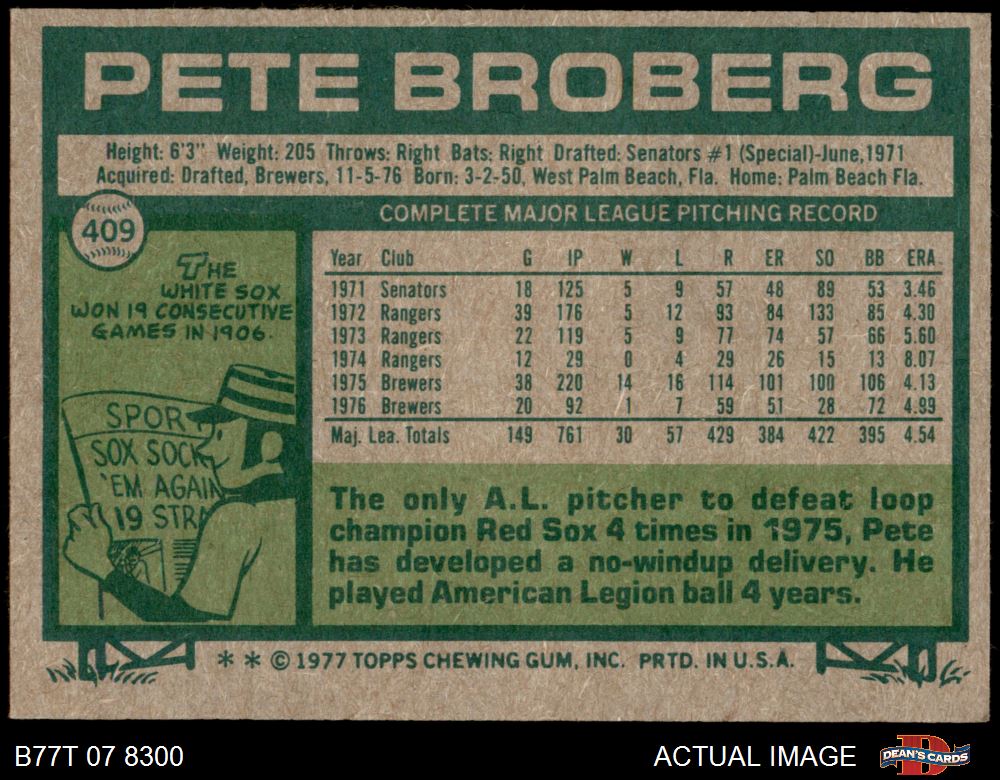 PETE BROBERG
Height: 6'3" Weight: 205 Throws: Right Bats: Right Drafted: Senators #1 (Special)-June,1971
Acquired: Drafted, Brewers, 11-5-76 Born: 3-2-50, West Palm Beach, Fla. Home: Palm Beach Fla.
409
THE
WHITE SOX
WON 19 CONSECUTIVE
GAMES IN 1906.
SPOR
SOX SOCK
'EM AGAIN
19 STRA
COMPLETE MAJOR LEAGUE PITCHING RECORD
Year Club G IP W L R ER SO BB ERA
1971 Senators 18 125 5 9 57 48 89 53 3.46
1972 Rangers 39 176 5 12 93 84 133 85 4.30
1973 Rangers 22 119 5 9 77 74 57 66 5.60
1974 Rangers 12 29 0 4 29 26 15 13 8.07
1975 Brewers 38 220 14 16 114 101 100 106 4.13
1976 Brewers 20 92 1 7 59 51 28 72 4.99
Maj. Lea. Totals 149 761 30 57 429 384 422 395 4.54
The only A.L. pitcher to defeat loop
champion Red Sox 4 times in 1975, Pete
has developed a no-windup delivery. He
played American Legion ball 4 years.
* * © 1977 TOPPS CHEWING GUM, INC. PRTD. IN U.S.A.
B77T 07 8300
ACTUAL IMAGE
DEAN'S CARDS